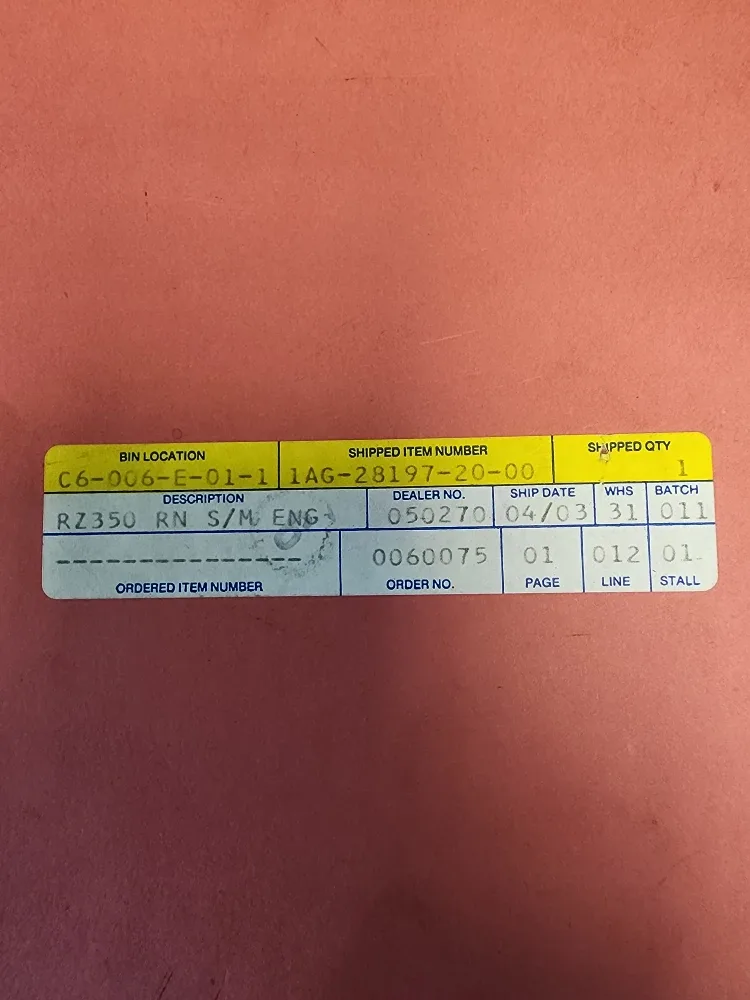 BIN LOCATION SHIPPED ITEM NUMBER SHIPPED QTY
C6-006-E-01-1 1AG-28197-20-00 1
DESCRIPTION DEALER NO. SHIP DATE WHS BATCH
RZ350 RN S/M ENG 050270 04/03 31 011
---------------- 0060075 01 012 01
ORDERED ITEM NUMBER ORDER NO. PAGE LINE STALL